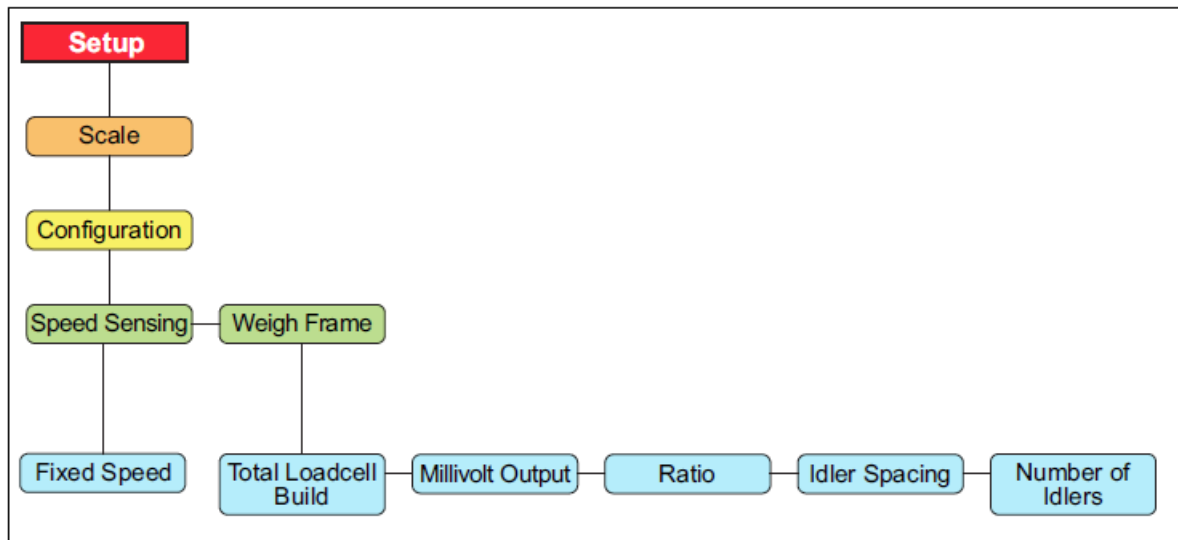 Setup
Scale
Configuration
Speed Sensing
Weigh Frame
Fixed Speed
Total Loadcell
Build
Millivolt Output
Ratio
Idler Spacing
Number of
Idlers